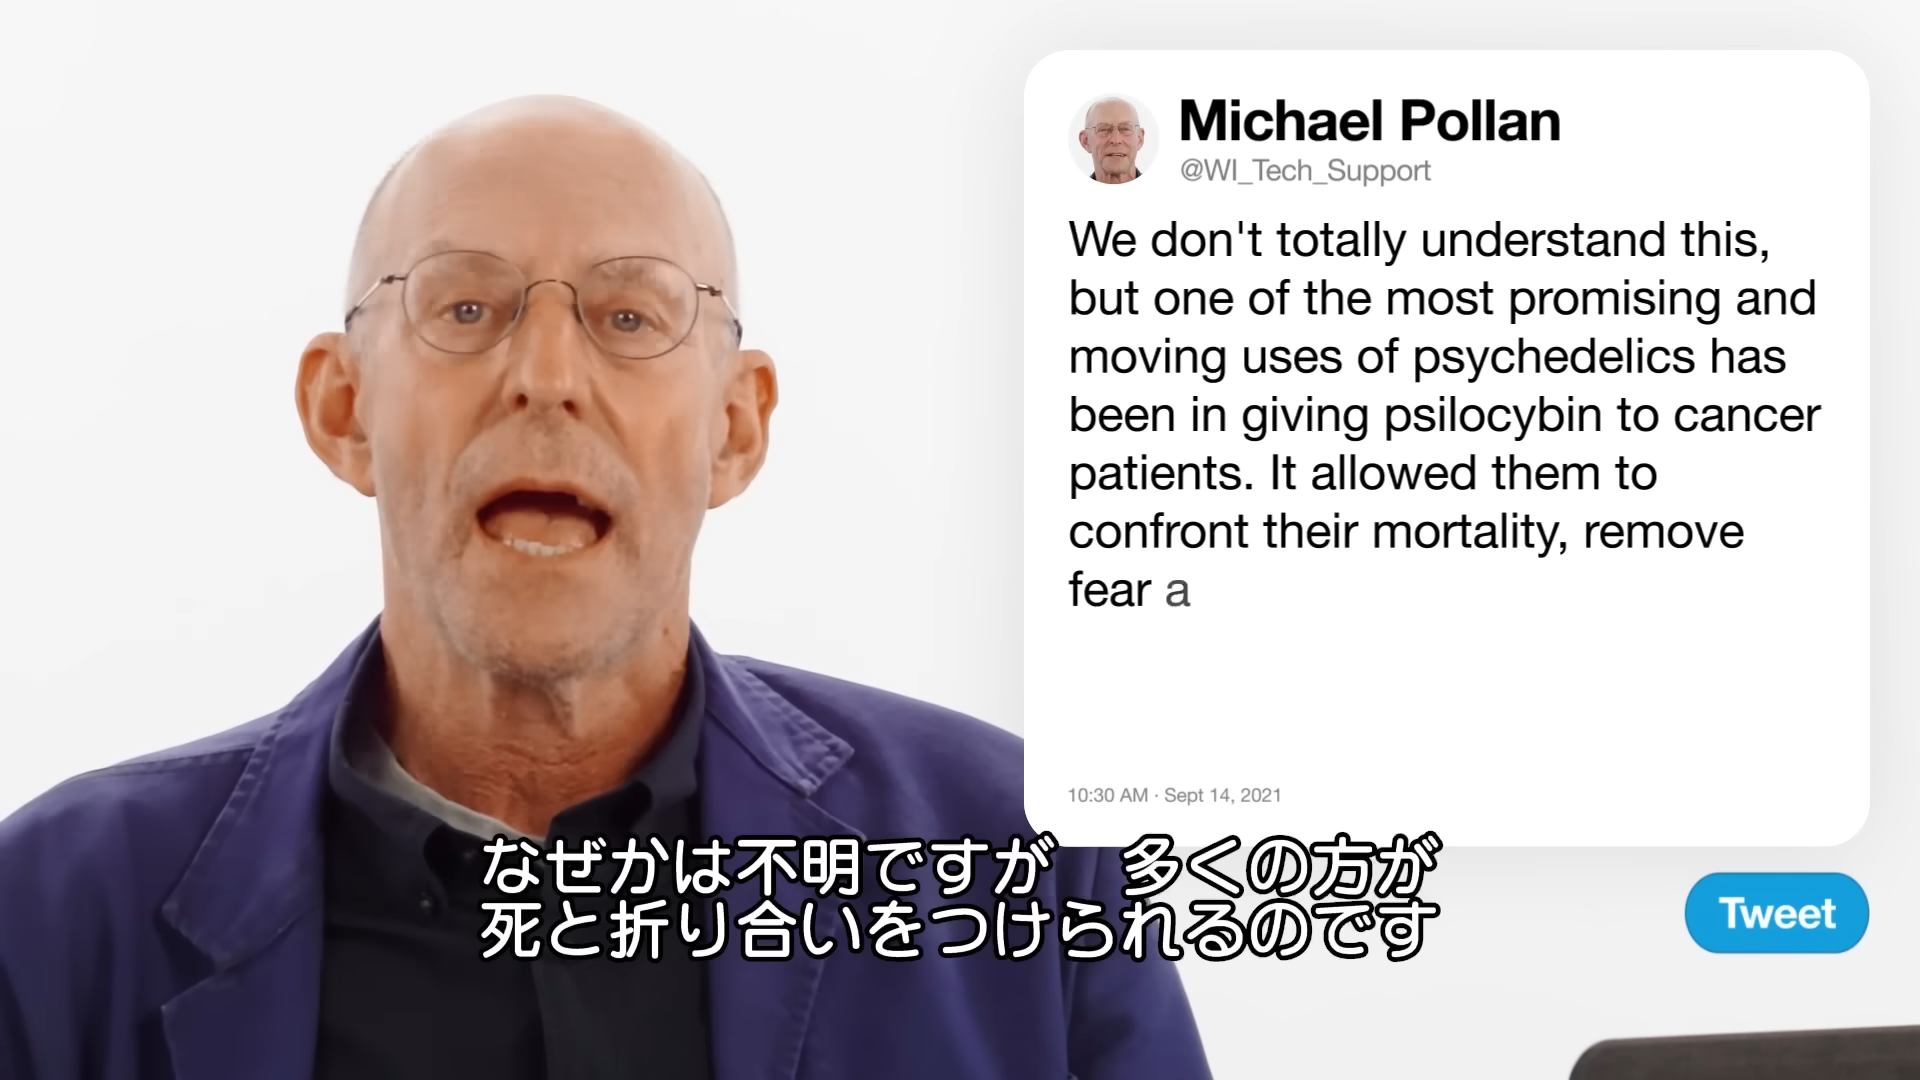 Michael Pollan
@WI_Tech_Support
We don't totally understand this,
but one of the most promising and
moving uses of psychedelics has
been in giving psilocybin to cancer
patients. It allowed them to
confront their mortality, remove
fear a
10:30 AM · Sept 14, 2021
なぜかは不明ですが 多くの方が
死と折り合いをつけられるのです
Tweet